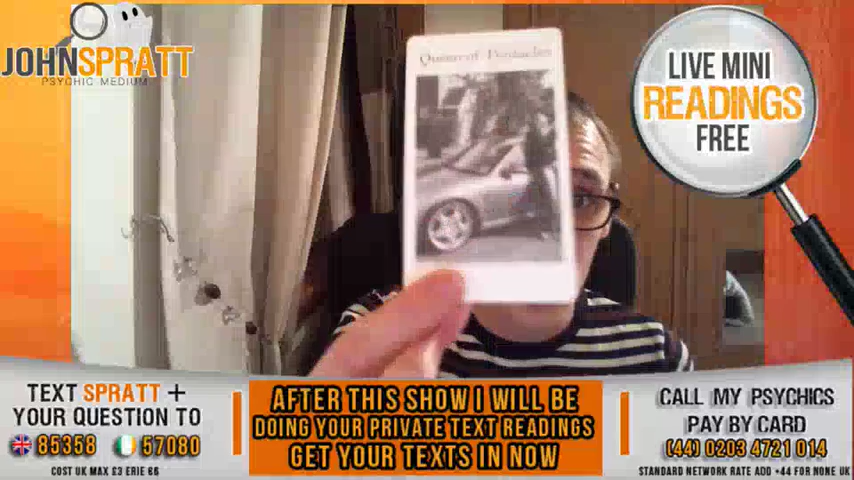 JOHNSPRATT
PSYCHIC MEDIUM
Queen of Pentacles
LIVE MINI
READINGS
FREE
TEXT SPRATT +
YOUR QUESTION TO
85358 57080
COST UK MAX £3 EIRE €6
AFTER THIS SHOW I WILL BE
DOING YOUR PRIVATE TEXT READINGS
GET YOUR TEXTS IN NOW
CALL MY PSYCHICS
PAY BY CARD
(44) 0203 4721 014
STANDARD NETWORK RATE ADD +44 FOR NONE UK